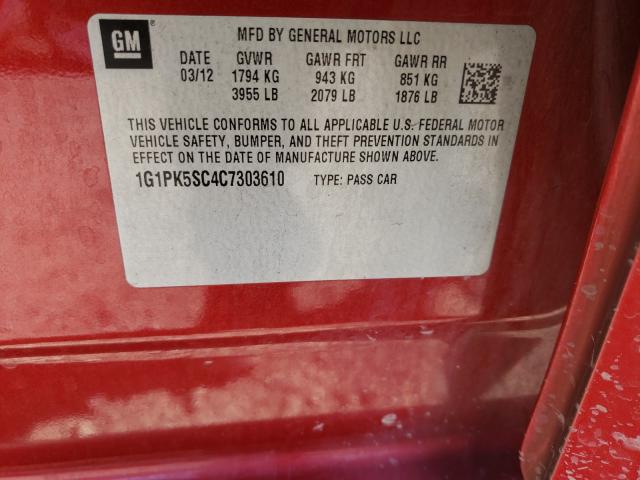 GM
MFD BY GENERAL MOTORS LLC
DATE GVWR GAWR FRT GAWR RR
03/12 1794 KG 943 KG 851 KG
3955 LB 2079 LB 1876 LB
THIS VEHICLE CONFORMS TO ALL APPLICABLE U.S. FEDERAL MOTOR
VEHICLE SAFETY, BUMPER, AND THEFT PREVENTION STANDARDS IN
EFFECT ON THE DATE OF MANUFACTURE SHOWN ABOVE.
1G1PK5SC4C7303610 TYPE: PASS CAR